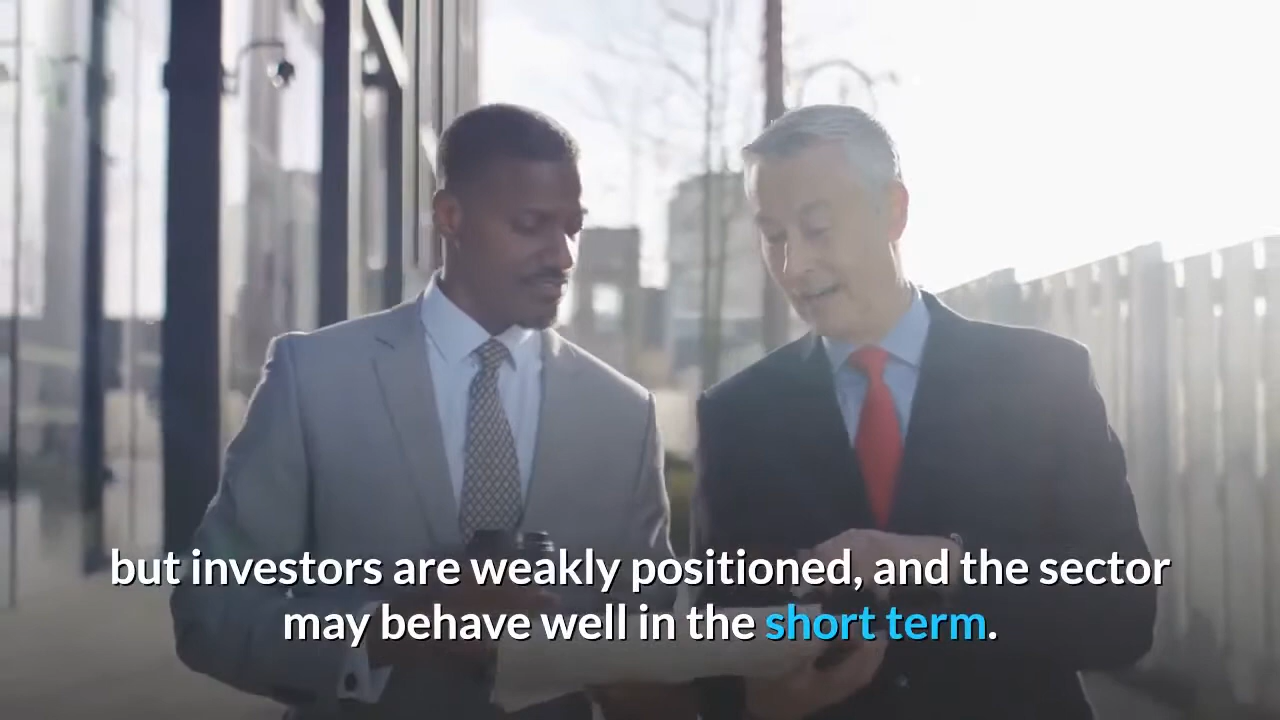 but investors are weakly positioned, and the sector
may behave well in the short term.